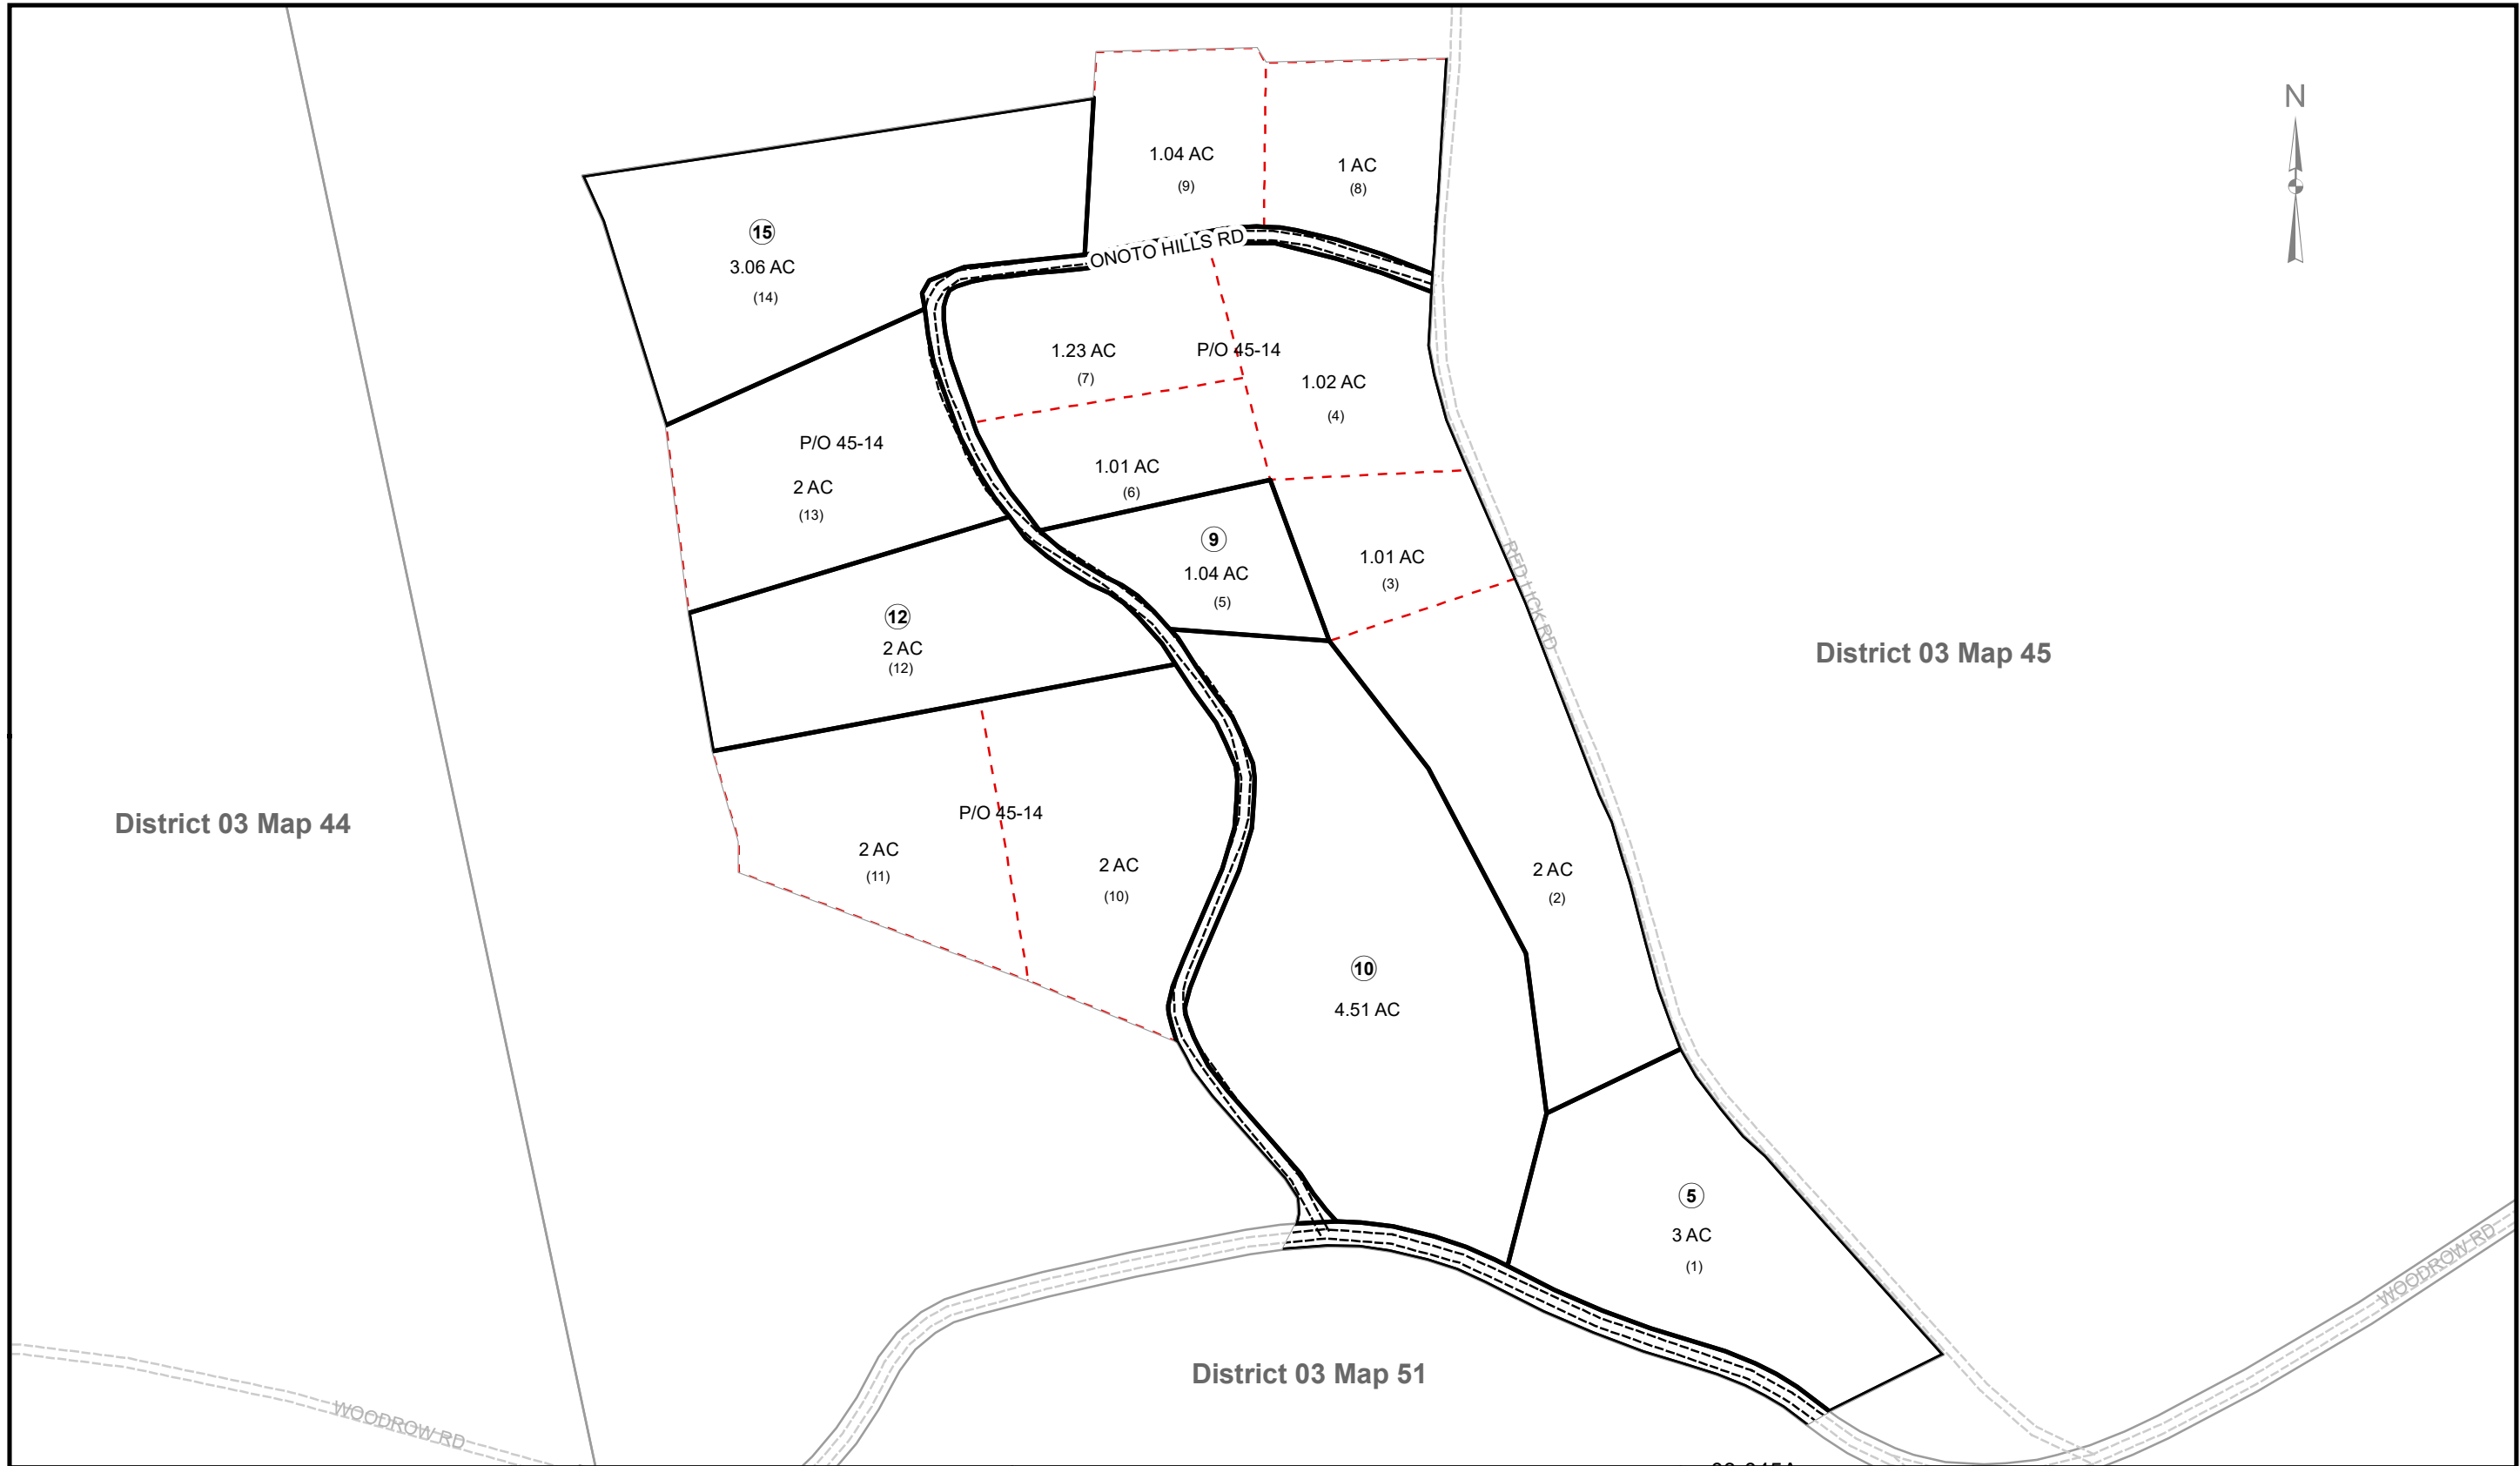 N
1.04 AC
(9)
1 AC
(8)
15
3.06 AC
(14)
ONOTO HILLS RD
1.23 AC
(7)
P/O 45-14
1.02 AC
(4)
P/O 45-14
2 AC
(13)
1.01 AC
(6)
9
1.04 AC
(5)
1.01 AC
(3)
RED LICK RD
12
2 AC
(12)
District 03 Map 45
District 03 Map 44
P/O 45-14
2 AC
(11)
2 AC
(10)
2 AC
(2)
10
4.51 AC
5
3 AC
(1)
WOODROW RD
District 03 Map 51
WOODROW RD